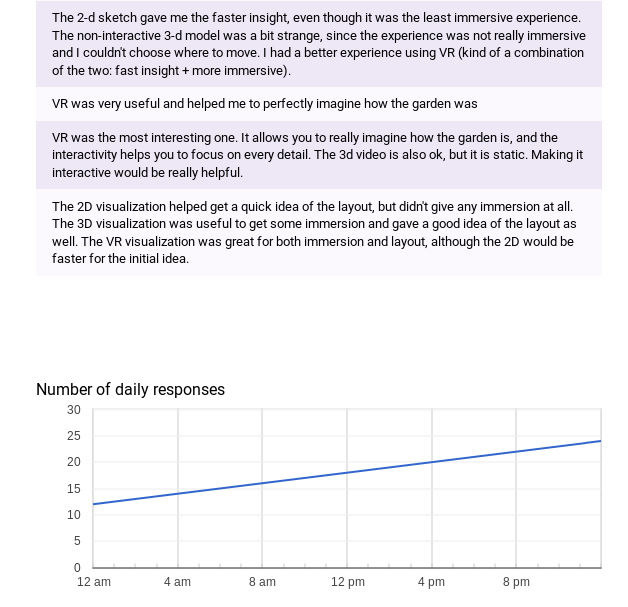 The 2-d sketch gave me the faster insight, even though it was the least immersive experience.
The non-interactive 3-d model was a bit strange, since the experience was not really immersive
and I couldn't choose where to move. I had a better experience using VR (kind of a combination
of the two: fast insight + more immersive).
VR was very useful and helped me to perfectly imagine how the garden was
VR was the most interesting one. It allows you to really imagine how the garden is, and the
interactivity helps you to focus on every detail. The 3d video is also ok, but it is static. Making it
interactive would be really helpful.
The 2D visualization helped get a quick idea of the layout, but didn't give any immersion at all.
The 3D visualization was useful to get some immersion and gave a good idea of the layout as
well. The VR visualization was great for both immersion and layout, although the 2D would be
faster for the initial idea.
Number of daily responses
30
25
20
15
10
5
0
12 am 4 am 8 am 12 pm 4 pm 8 pm